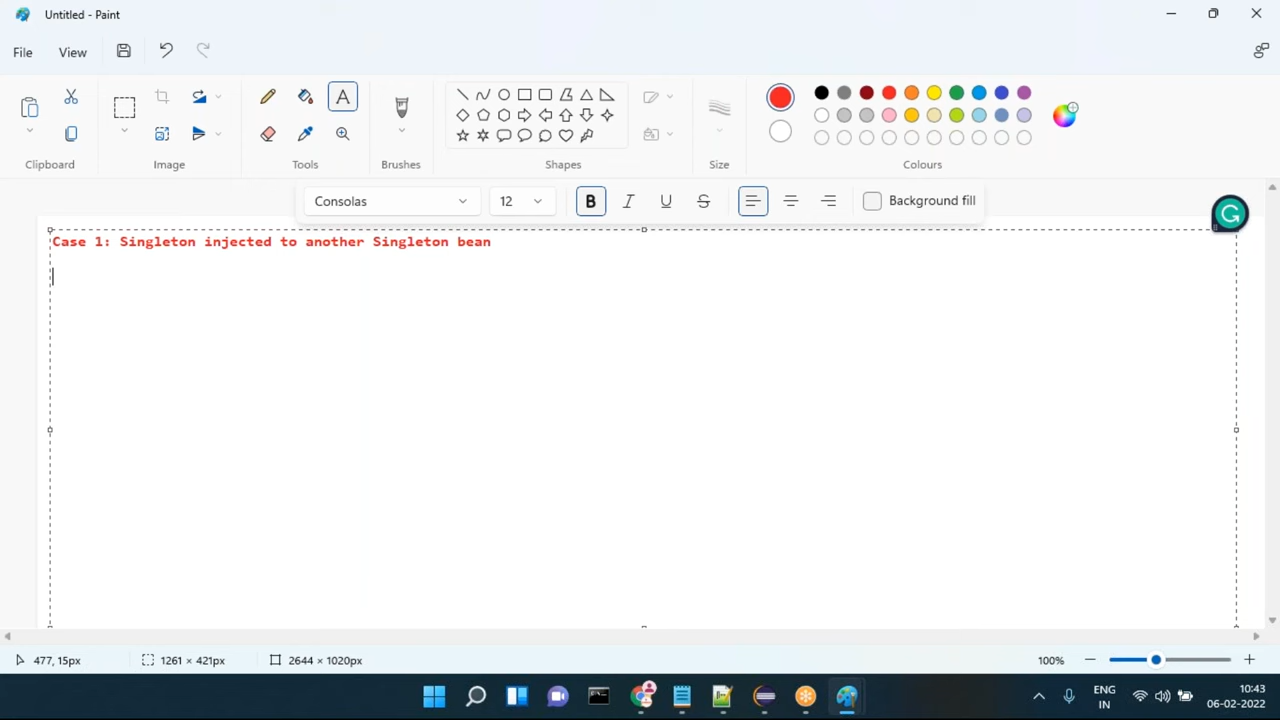 Untitled - Paint
File
View
Clipboard
Image
Tools
Brushes
Shapes
Size
Colours
Consolas
12
B
I
U
S
Background fill
G
Case 1: Singleton injected to another Singleton bean
477, 15px
1261 × 421px
2644 × 1020px
100%
ENG
IN
10:43
06-02-2022